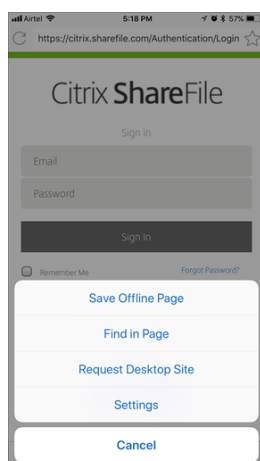 Airtel 5:18 PM 57%
https://citrix.sharefile.com/Authentication/Login
Citrix ShareFile
Sign In
Email
Password
Sign In
Remember Me Forgot Password?
Save Offline Page
Find in Page
Request Desktop Site
Settings
Cancel